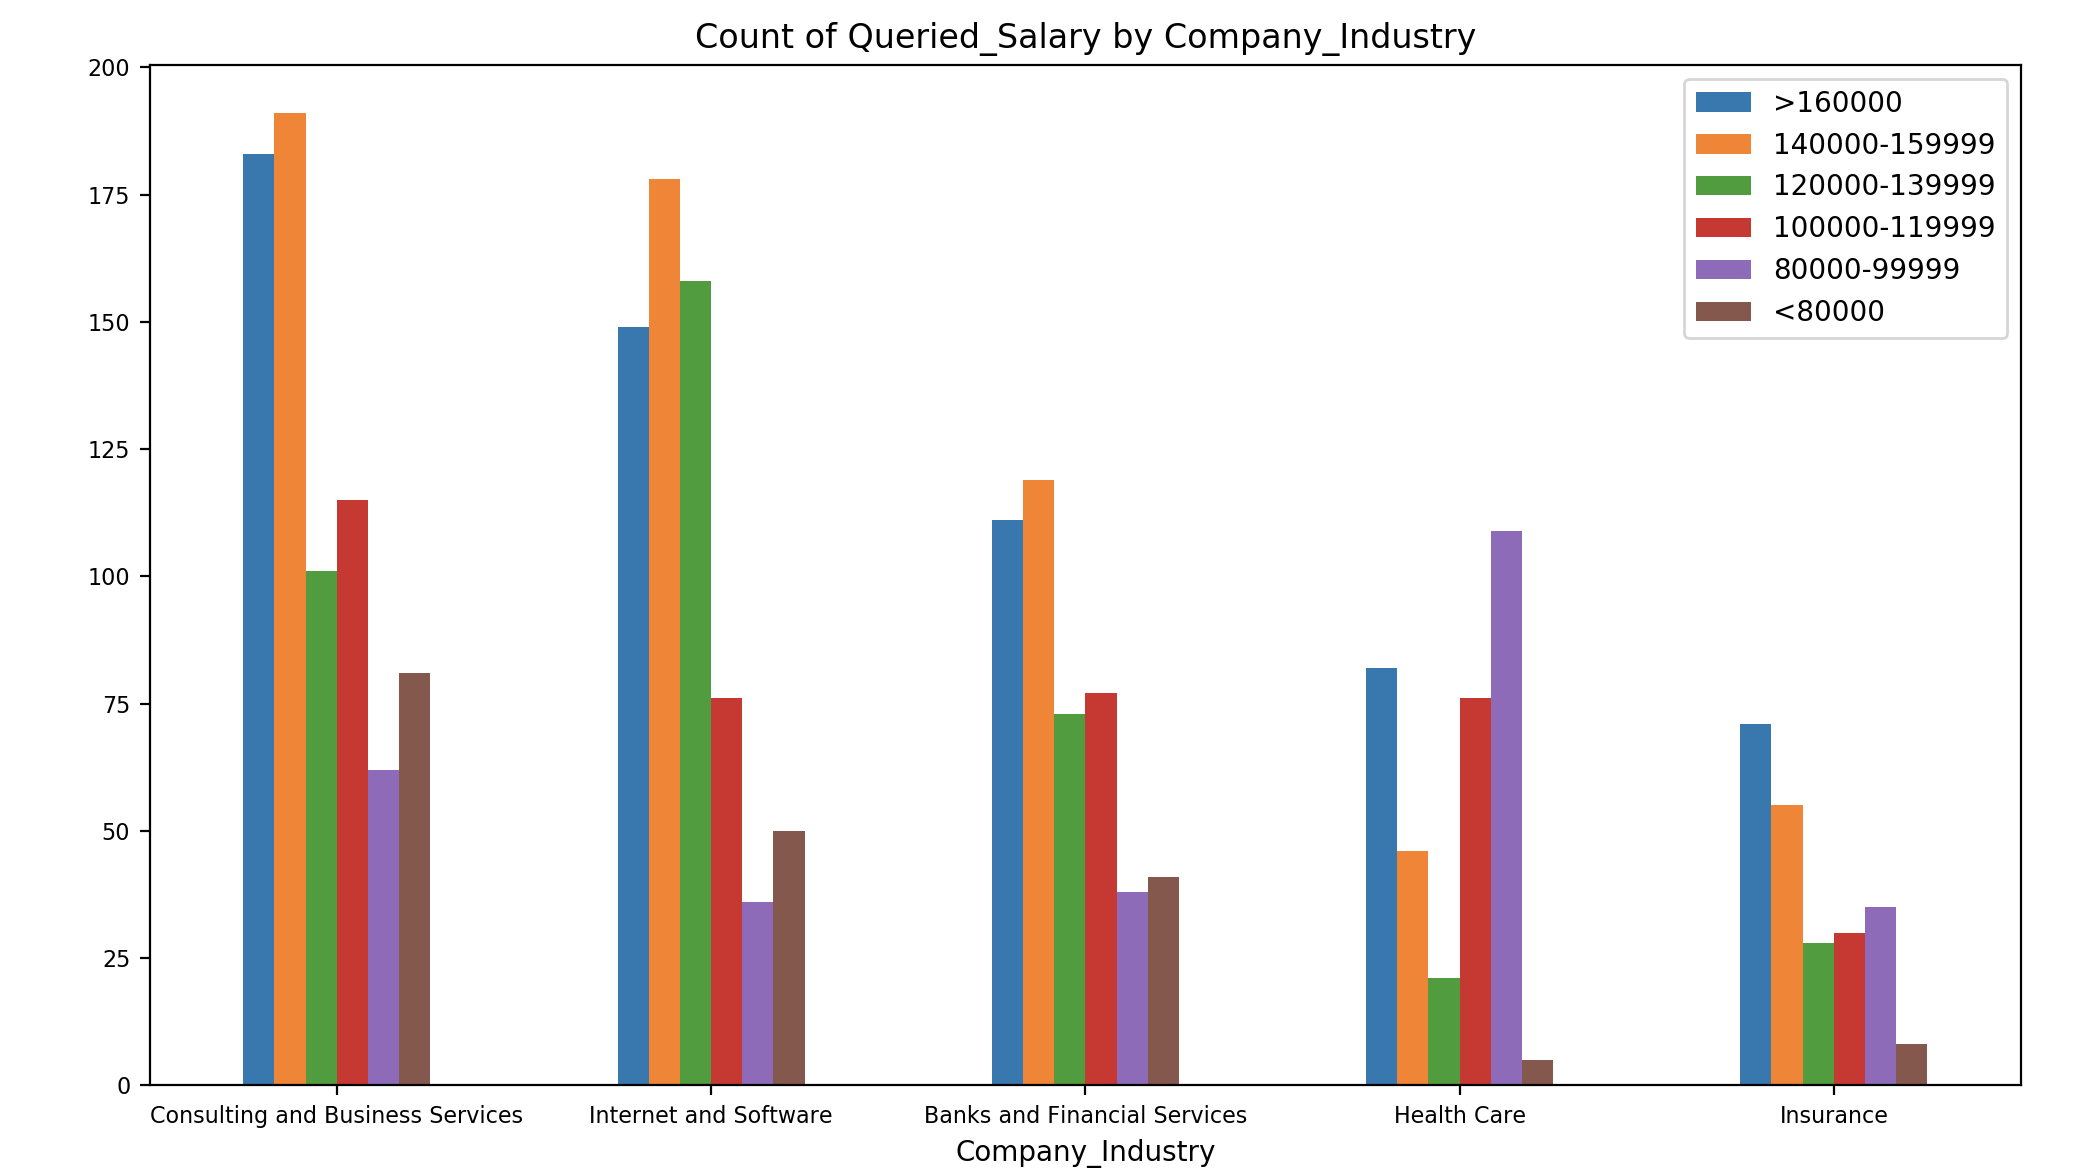 Count of Queried_Salary by Company_Industry
200
175
150
125
100
75
50
25
0
>160000
140000-159999
120000-139999
100000-119999
80000-99999
<80000
Consulting and Business Services
Internet and Software
Banks and Financial Services
Health Care
Insurance
Company_Industry